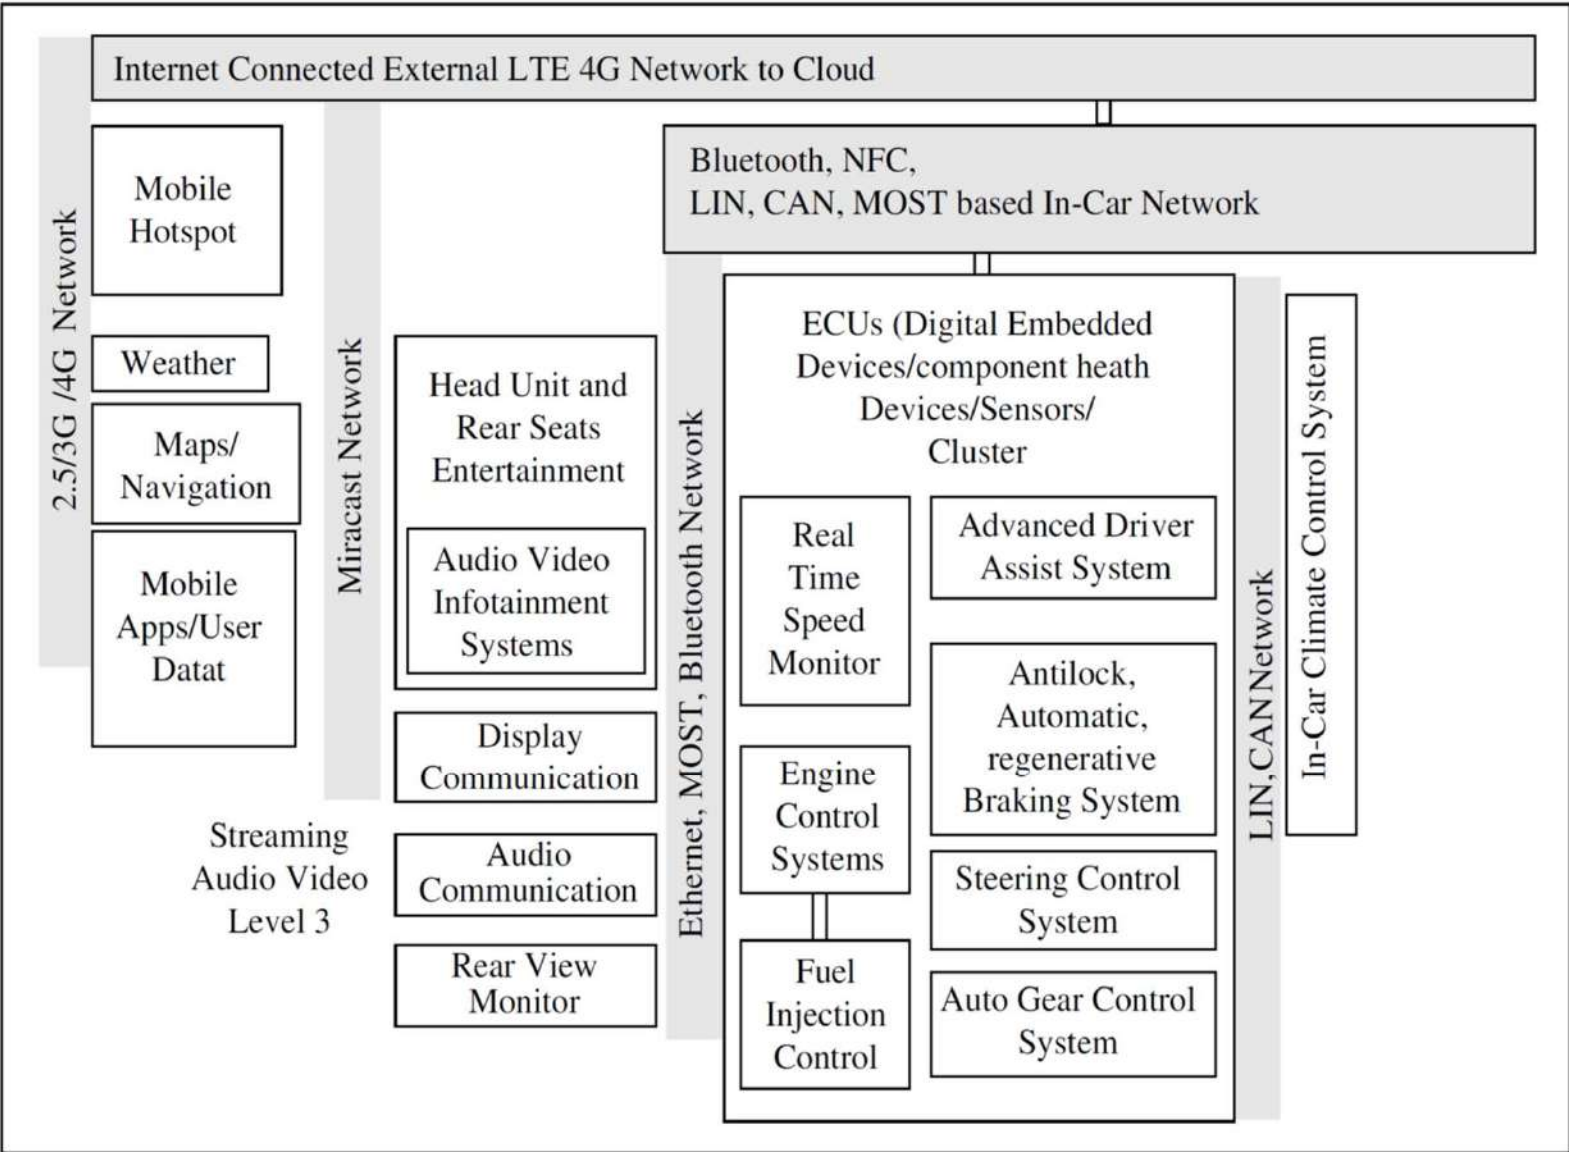 Internet Connected External LTE 4G Network to Cloud
Bluetooth, NFC,
LIN, CAN, MOST based In-Car Network
2.5/3G /4G Network
Mobile
Hotspot
Weather
Maps/
Navigation
Mobile
Apps/User
Datat
Miracast Network
Streaming
Audio Video
Level 3
Head Unit and
Rear Seats
Entertainment
Audio Video
Infotainment
Systems
Display
Communication
Audio
Communication
Rear View
Monitor
Ethernet, MOST, Bluetooth Network
ECUs (Digital Embedded
Devices/component heath
Devices/Sensors/
Cluster
Real
Time
Speed
Monitor
Engine
Control
Systems
Fuel
Injection
Control
Advanced Driver
Assist System
Antilock,
Automatic,
regenerative
Braking System
Steering Control
System
Auto Gear Control
System
LIN, CAN Network
In-Car Climate Control System